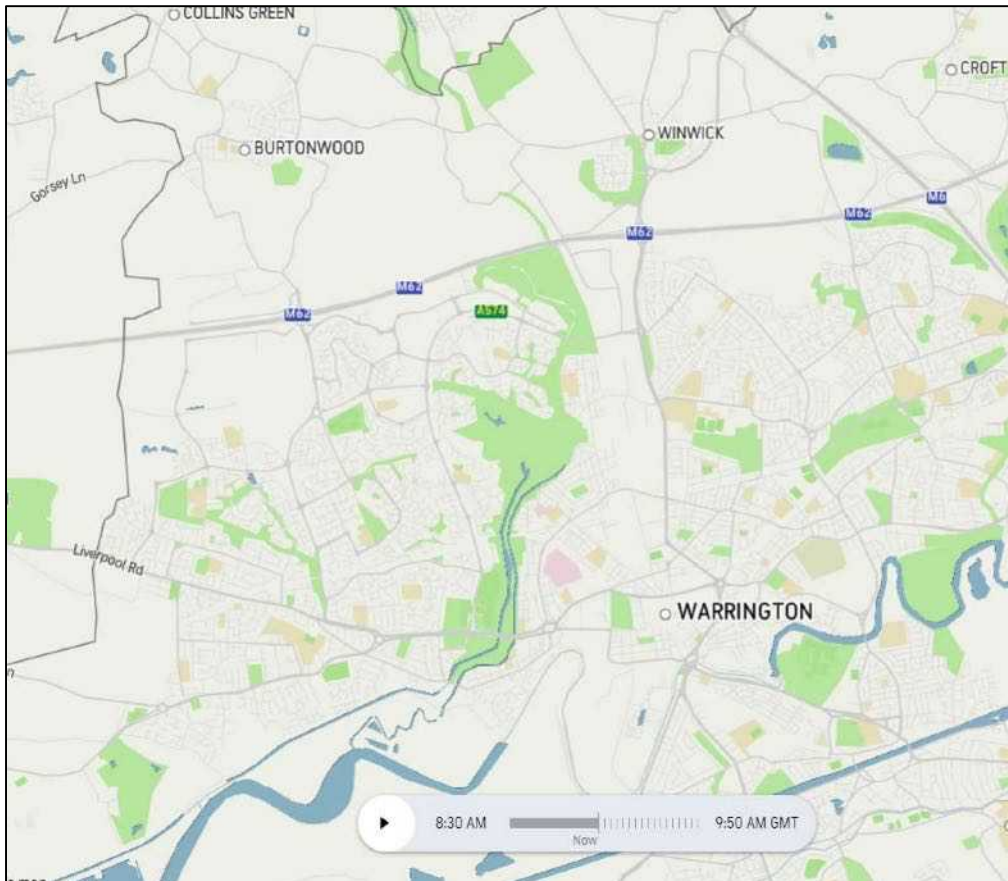 COLLINS GREEN
CROFT
WINWICK
BURTONWOOD
Gorsey Ln
M6
M62
M62
M62
M62
A574
Liverpool Rd
WARRINGTON
8:30 AM
9:50 AM GMT
Now